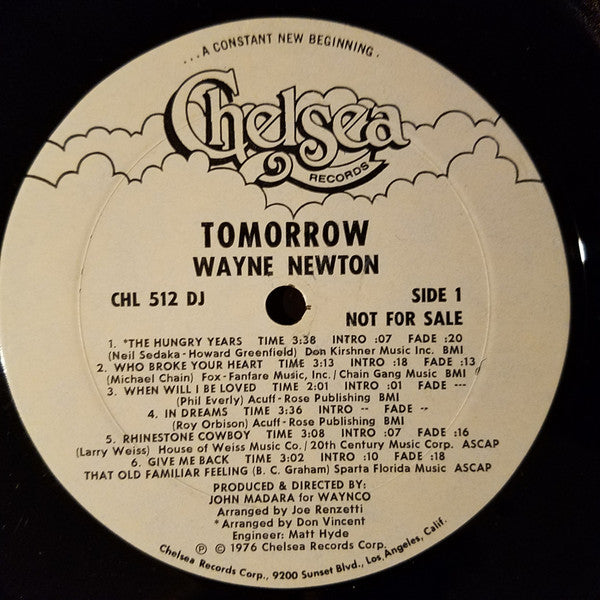 ...A CONSTANT NEW BEGINNING.
Chelsea
RECORDS
TOMORROW
WAYNE NEWTON
CHL 512 DJ
SIDE 1
NOT FOR SALE
1. *THE HUNGRY YEARS TIME 3:38 INTRO :07 FADE :20
(Neil Sedaka - Howard Greenfield) Don Kirshner Music Inc. BMI
2. WHO BROKE YOUR HEART TIME 3:13 INTRO :18 FADE :13
(Michael Chain) Fox-Fanfare Music, Inc./Chain Gang Music BMI
3. WHEN WILL I BE LOVED TIME 2:01 INTRO :01 FADE ---
(Phil Everly) Acuff-Rose Publishing BMI
4. IN DREAMS TIME 3:36 INTRO -- FADE --
(Roy Orbison) Acuff-Rose Publishing BMI
5. RHINESTONE COWBOY TIME 3:08 INTRO :07 FADE :16
(Larry Weiss) House of Weiss Music Co./20th Century Music Corp. ASCAP
6. GIVE ME BACK TIME 3:02 INTRO :10 FADE :18
THAT OLD FAMILIAR FEELING (B. C. Graham) Sparta Florida Music ASCAP
PRODUCED & DIRECTED BY:
JOHN MADARA for WAYNCO
Arranged by Joe Renzetti
*Arranged by Don Vincent
Engineer: Matt Hyde
℗ © 1976 Chelsea Records Corp.
Chelsea Records Corp., 9200 Sunset Blvd., Los Angeles, Calif.